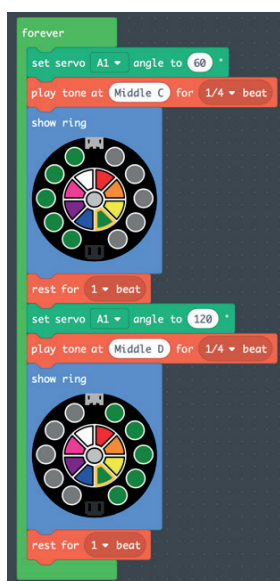 forever
set servo A1 angle to 60 °
play tone at Middle C for 1/4 beat
show ring
rest for 1 beat
set servo A1 angle to 120 °
play tone at Middle D for 1/4 beat
show ring
rest for 1 beat